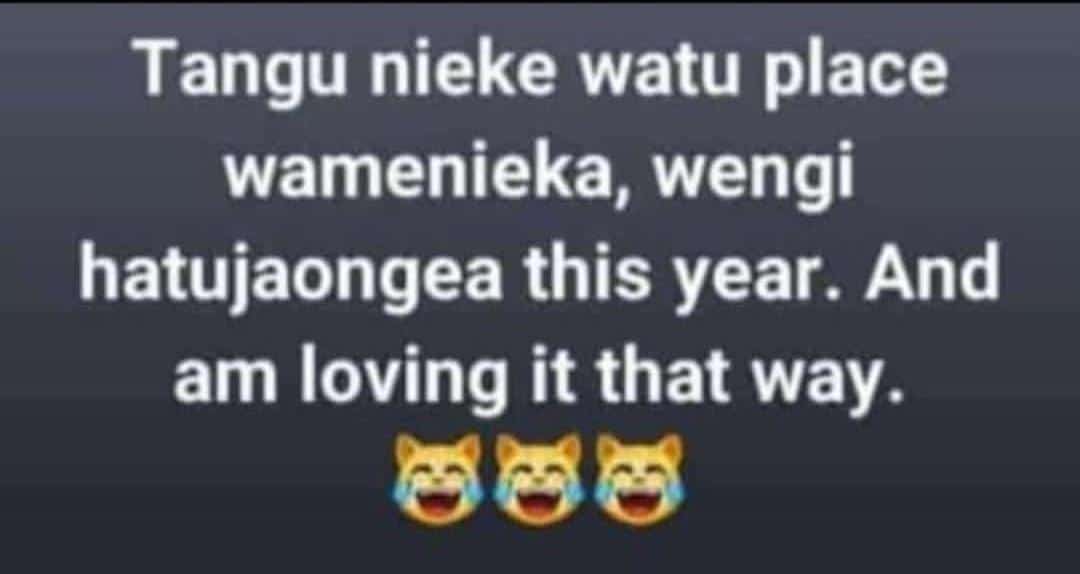 Tangu nieke watu place
wamenieka, wengi
hatujaongea this year. And
am loving it that way.
😹😹😹